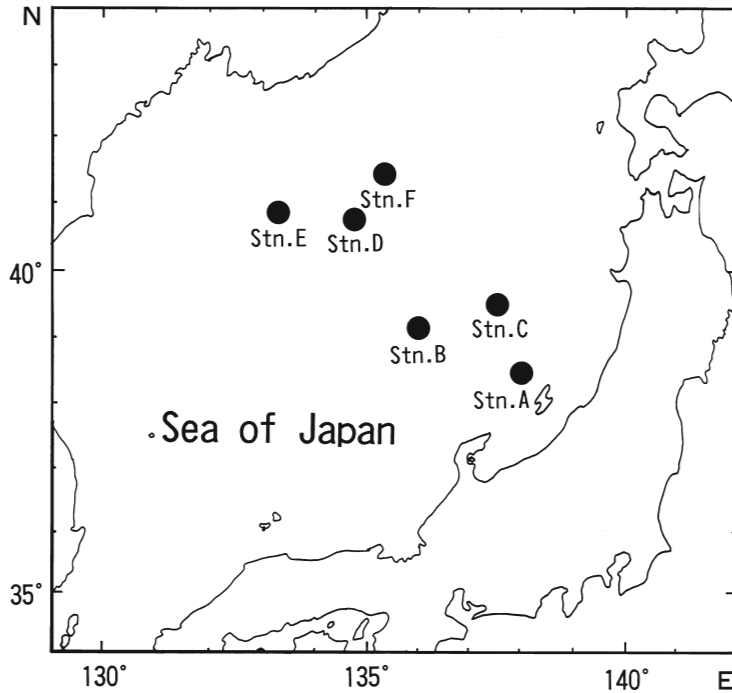 N
Stn.F
Stn.E
Stn.D
40°
Stn.C
Stn.B
Stn.A
Sea of Japan
35°
130°
135°
140°
E